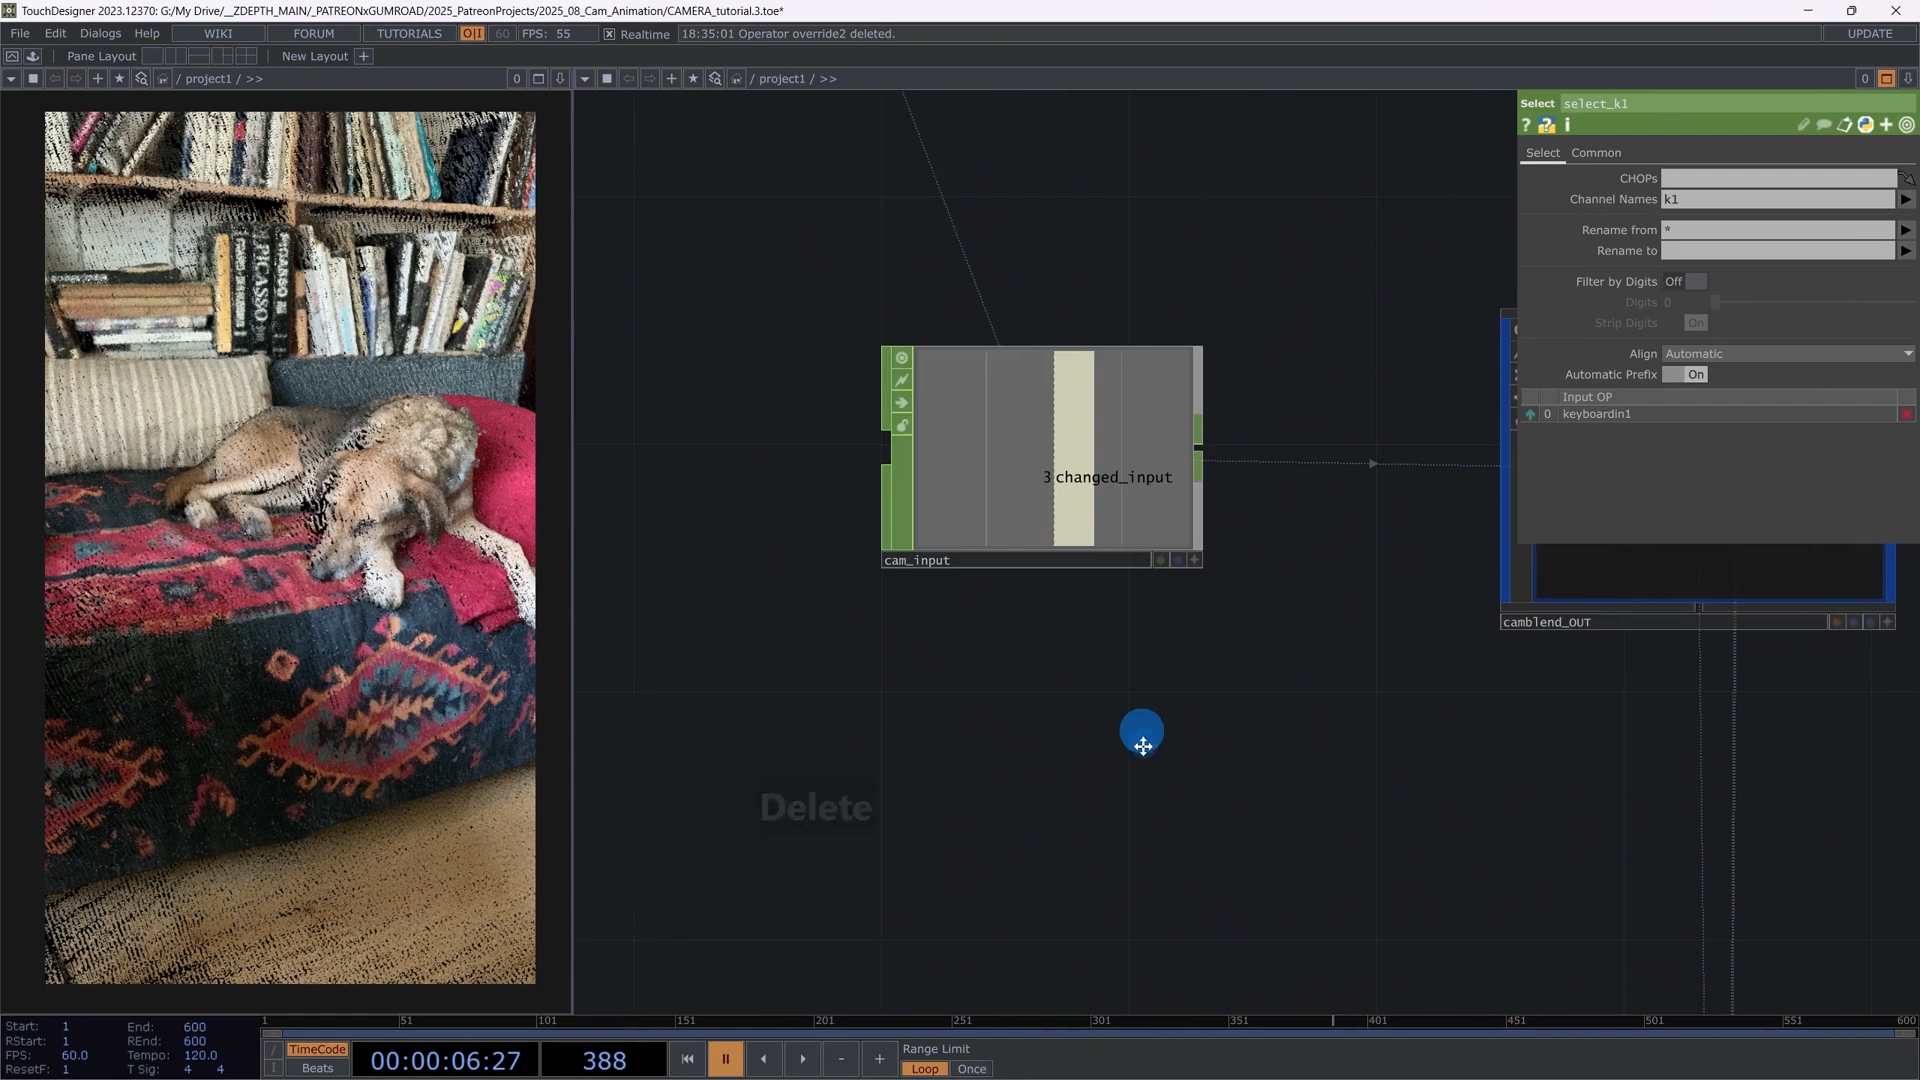 TouchDesigner 2023.12370: G:/My Drive/__ZDEPTH_MAIN/_PATREONxGUMROAD/2025_PatreonProjects/2025_08_Cam_Animation/CAMERA_tutorial.3.toe*
File Edit Dialogs Help WIKI FORUM TUTORIALS O|I 60 FPS: 55 Realtime 18:35:01 Operator override2 deleted. UPDATE
Pane Layout New Layout +
/ project1 / >> 0 / project1 / >> 0
Select select_k1
? ? i
Select Common
CHOPs
Channel Names k1
Rename from *
Rename to
Filter by Digits Off
Digits 0
Strip Digits On
Align Automatic
Automatic Prefix On
Input OP
0 keyboardin1
PICASSO
3 changed_input
cam_input
camblend_OUT
Delete
1 51 101 151 201 251 301 351 401 451 501 551 600
Start: 1 End: 600
RStart: 1 REnd: 600
FPS: 60.0 Tempo: 120.0
ResetF: 1 T Sig: 4 4
TimeCode
Beats
00:00:06:27 388
- +
Range Limit
Loop Once